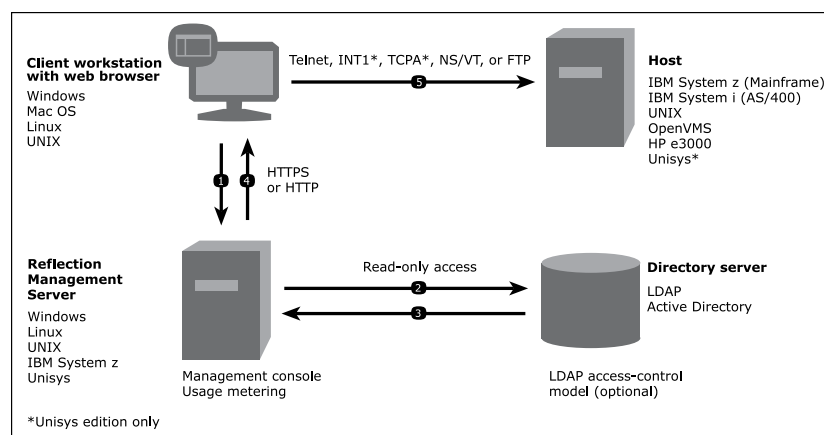 Client workstation
with web browser
Windows
Mac OS
Linux
UNIX
Telnet, INT1*, TCPA*, NS/VT, or FTP
5
Host
IBM System z (Mainframe)
IBM System i (AS/400)
UNIX
OpenVMS
HP e3000
Unisys*
1
4
HTTPS
or HTTP
Reflection
Management
Server
Windows
Linux
UNIX
IBM System z
Unisys
Read-only access
2
3
Directory server
LDAP
Active Directory
Management console
Usage metering
LDAP access-control
model (optional)
*Unisys edition only